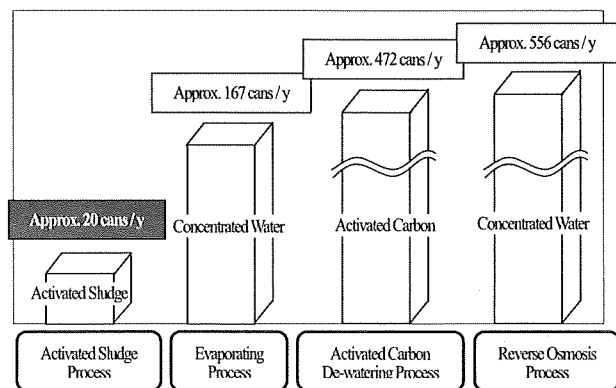 Approx. 556 cans / y
Approx. 472 cans / y
Approx. 167 cans / y
Approx. 20 cans / y
Activated Sludge
Concentrated Water
Activated Carbon
Concentrated Water
Activated Sludge
Process
Evaporating
Process
Activated Carbon
De-watering Process
Reverse Osmosis
Process